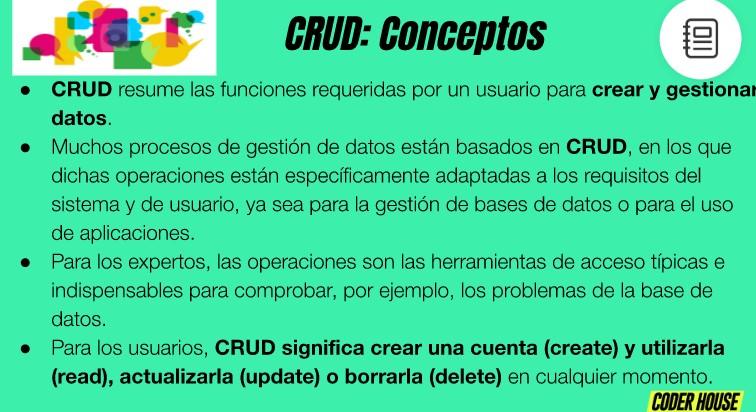 CRUD: Conceptos
● CRUD resume las funciones requeridas por un usuario para crear y gestionar
datos.
● Muchos procesos de gestión de datos están basados en CRUD, en los que
dichas operaciones están específicamente adaptadas a los requisitos del
sistema y de usuario, ya sea para la gestión de bases de datos o para el uso
de aplicaciones.
● Para los expertos, las operaciones son las herramientas de acceso típicas e
indispensables para comprobar, por ejemplo, los problemas de la base de
datos.
● Para los usuarios, CRUD significa crear una cuenta (create) y utilizarla
(read), actualizarla (update) o borrarla (delete) en cualquier momento.
CODER HOUSE